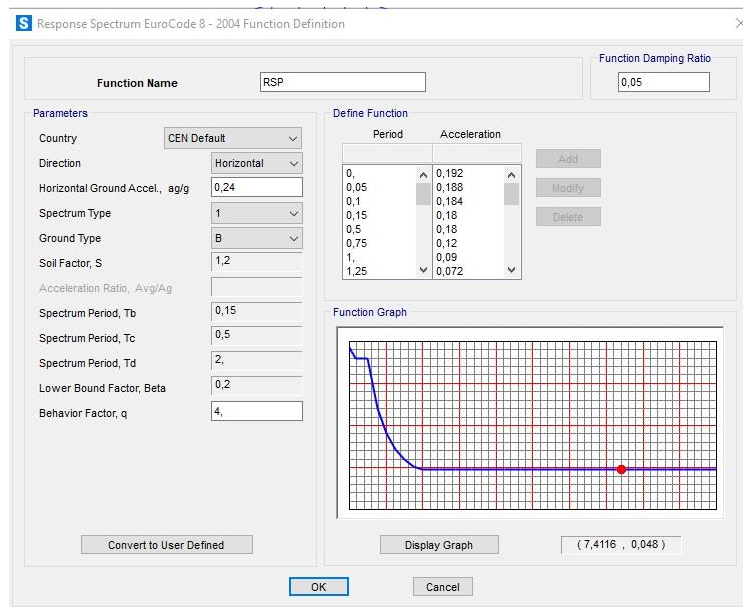 S Response Spectrum EuroCode 8 - 2004 Function Definition
Function Name RSP
Function Damping Ratio
0,05
Parameters
Country CEN Default
Direction Horizontal
Horizontal Ground Accel., ag/g 0,24
Spectrum Type 1
Ground Type B
Soil Factor, S 1,2
Acceleration Ratio, Avg/Ag
Spectrum Period, Tb 0,15
Spectrum Period, Tc 0,5
Spectrum Period, Td 2,
Lower Bound Factor, Beta 0,2
Behavior Factor, q 4,
Convert to User Defined
Define Function
Period Acceleration
0, 0,192
0,05 0,188
0,1 0,184
0,15 0,18
0,5 0,18
0,75 0,12
1, 0,09
1,25 0,072
Add
Modify
Delete
Function Graph
Display Graph
( 7,4116 , 0,048 )
OK
Cancel